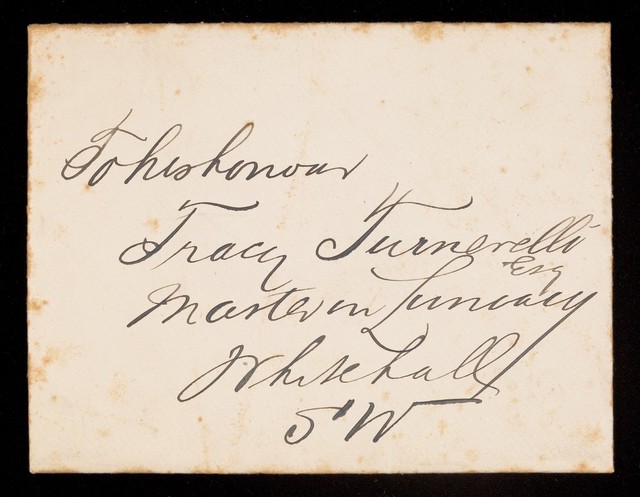 To his honour
Tracy Turnerelli
Esq
Master in Lunacy
Whitehall
SW